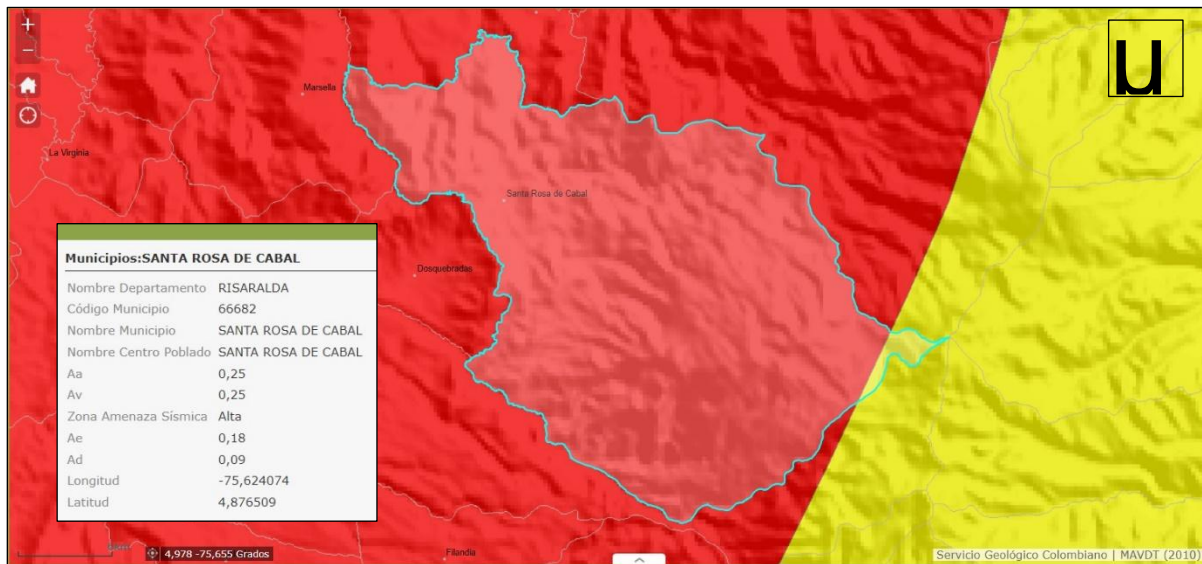 +
−
u
Marsella
La Virginia
Santa Rosa de Cabal
Dosquebradas
Municipios:SANTA ROSA DE CABAL
Nombre Departamento RISARALDA
Código Municipio 66682
Nombre Municipio SANTA ROSA DE CABAL
Nombre Centro Poblado SANTA ROSA DE CABAL
Aa 0,25
Av 0,25
Zona Amenaza Sísmica Alta
Ae 0,18
Ad 0,09
Longitud -75,624074
Latitud 4,876509
4,978 -75,655 Grados
Filandia
Servicio Geológico Colombiano | MAVDT (2010)